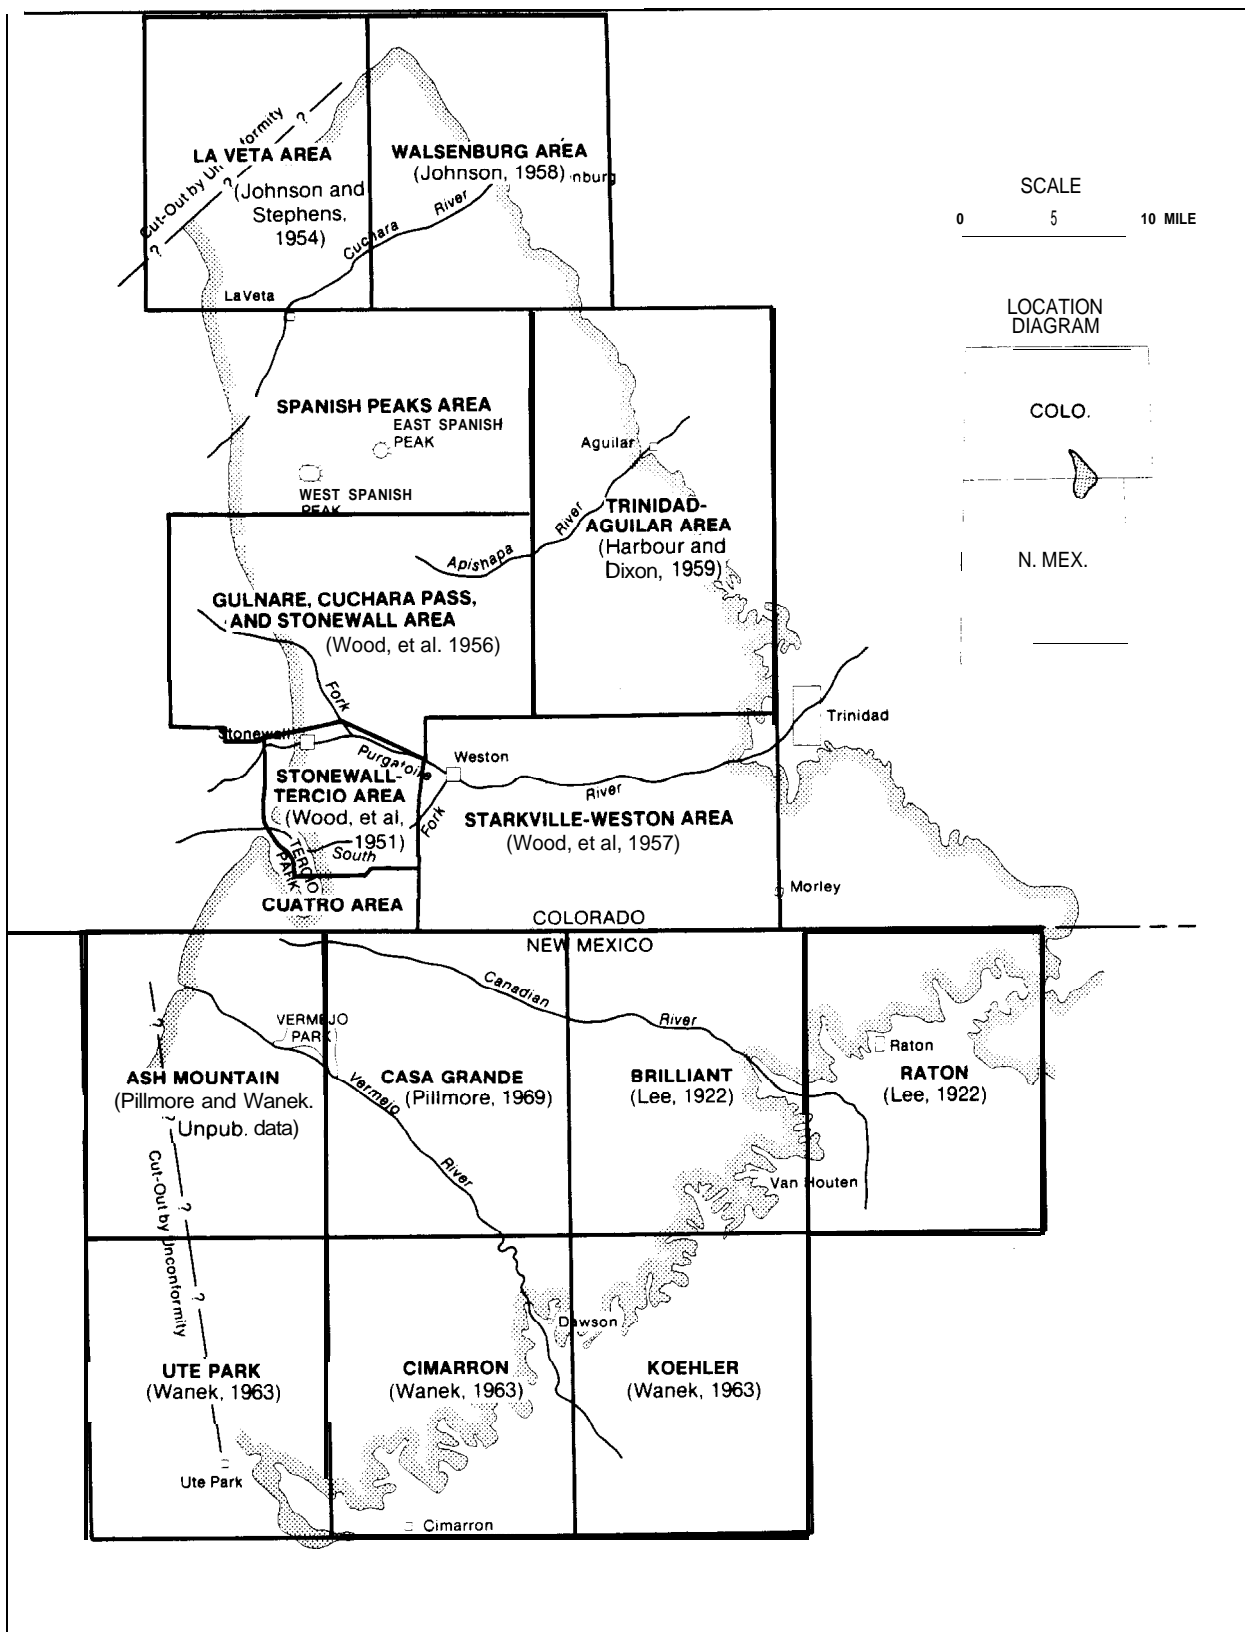 Cut-Out by Unconformity
?
?
?
LA VETA AREA
(Johnson and
Stephens,
1954)
WALSENBURG AREA
(Johnson, 1958)
nburg
Cuchara
River
LaVeta
SCALE
0 5 10 MILE
LOCATION
DIAGRAM
COLO.
N. MEX.
SPANISH PEAKS AREA
EAST SPANISH
PEAK
WEST SPANISH
PEAK
Aguilar
TRINIDAD-
AGUILAR AREA
(Harbour and
Dixon, 1959)
Apishapa
River
GULNARE, CUCHARA PASS,
AND STONEWALL AREA
(Wood, et al. 1956)
Fork
Stonewall
Purgatoire
Weston
River
Trinidad
STONEWALL-
TERCIO AREA
(Wood, et al,
1951)
Fork
South
TERCIO
PARK
STARKVILLE-WESTON AREA
(Wood, et al, 1957)
Morley
CUATRO AREA
COLORADO
NEW MEXICO
Canadian
River
?
VERMEJO
PARK
Vermejo
River
ASH MOUNTAIN
(Pillmore and Wanek.
Unpub. data)
?
CASA GRANDE
(Pillmore, 1969)
BRILLIANT
(Lee, 1922)
Raton
RATON
(Lee, 1922)
Van Houten
Cut-Out by Unconformity
?
?
Dawson
UTE PARK
(Wanek, 1963)
CIMARRON
(Wanek, 1963)
KOEHLER
(Wanek, 1963)
Ute Park
Cimarron